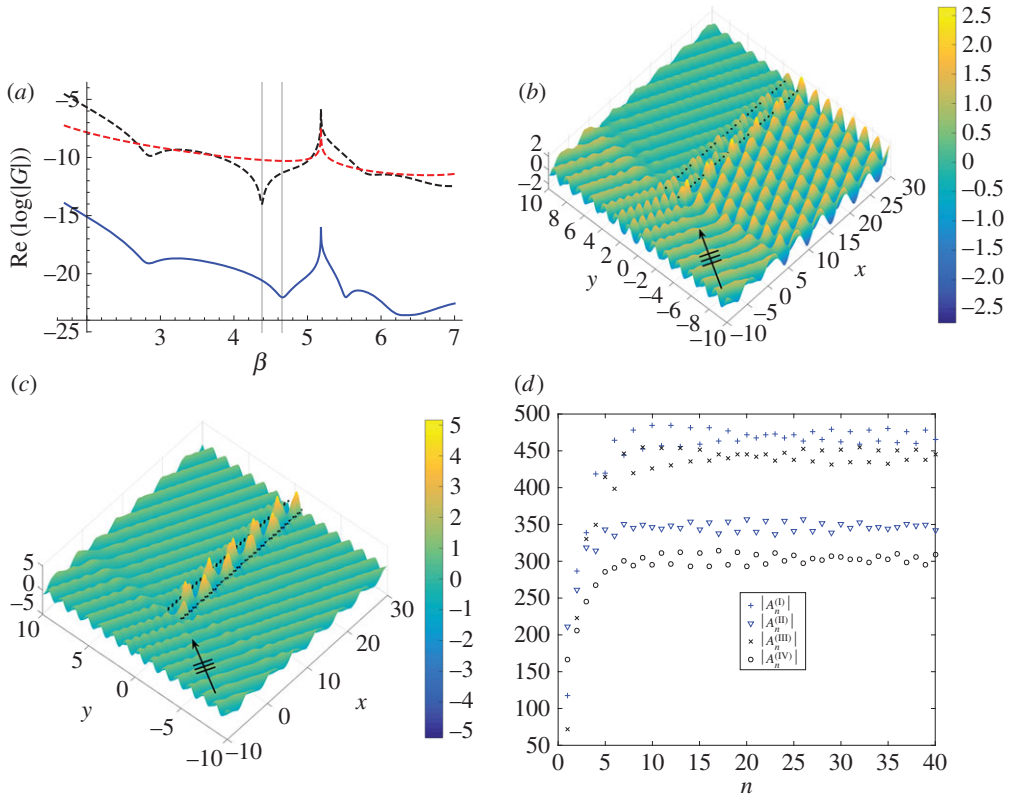 (a)
Re (log(|G|))
−5
−10
−15
−20
−25
3 4 5 6 7
β
(b)
2
0
−2
10 8 6 4 2 0 −2 −4 −6 −8 −10
y
−10 −5 0 5 10 15 20 25 30
x
2.5
2.0
1.5
1.0
0.5
0
−0.5
−1.0
−1.5
−2.0
−2.5
(c)
5
0
−5
10 5 0 −5 −10
y
−10 0 10 20 30
x
5
4
3
2
1
0
−1
−2
−3
−4
−5
(d)
500
450
400
350
300
250
200
150
100
50
0 5 10 15 20 25 30 35 40
n
+ |A_n^(I)|
▽ |A_n^(II)|
× |A_n^(III)|
○ |A_n^(IV)|